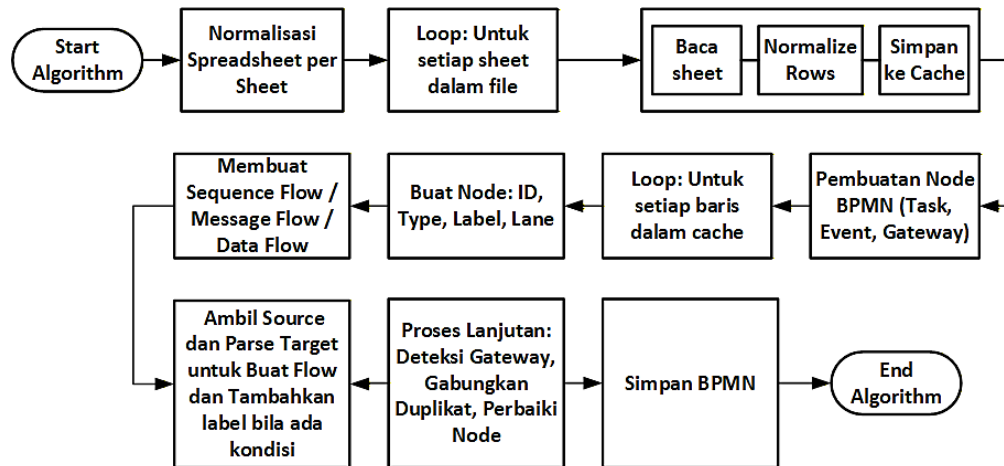 Start
Algorithm
Normalisasi
Spreadsheet per
Sheet
Loop: Untuk
setiap sheet
dalam file
Baca
sheet
Normalize
Rows
Simpan
ke Cache
Pembuatan Node
BPMN (Task,
Event, Gateway)
Loop: Untuk
setiap baris
dalam cache
Buat Node: ID,
Type, Label, Lane
Membuat
Sequence Flow /
Message Flow /
Data Flow
Ambil Source
dan Parse Target
untuk Buat Flow
dan Tambahkan
label bila ada
kondisi
Proses Lanjutan:
Deteksi Gateway,
Gabungkan
Duplikat, Perbaiki
Node
Simpan BPMN
End
Algorithm